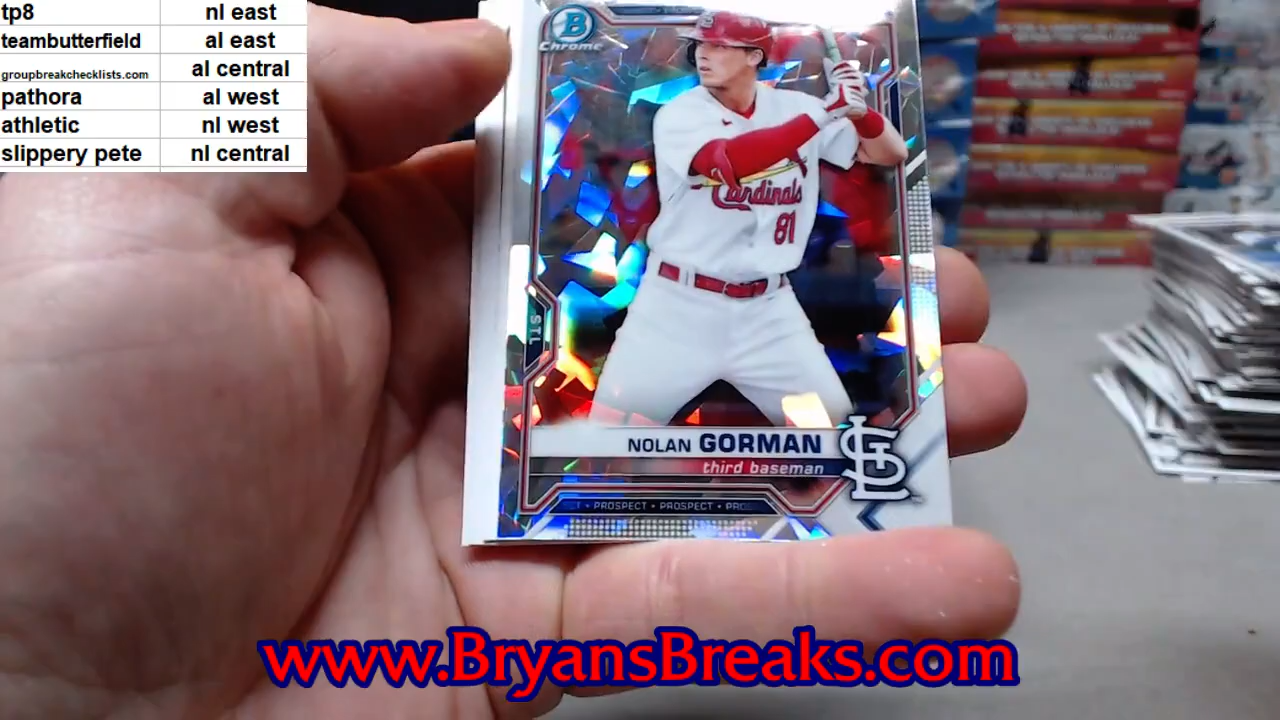 tp8 nl east
teambutterfield al east
groupbreakchecklists.com al central
pathora al west
athletic nl west
slippery pete nl central
B
Chrome
Cardinals
81
STL
NOLAN GORMAN
third baseman
STL
PROSPECT • PROSPECT •
www.BryansBreaks.com